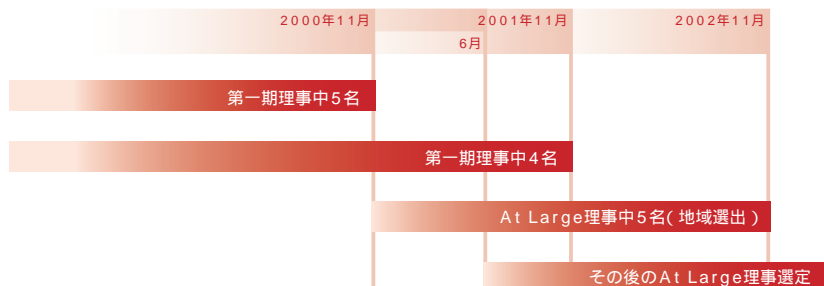 2000年11月
2001年11月
2002年11月
6月
第一期理事中5名
第一期理事中4名
At Large理事中5名(地域選出)
その後のAt Large理事選定